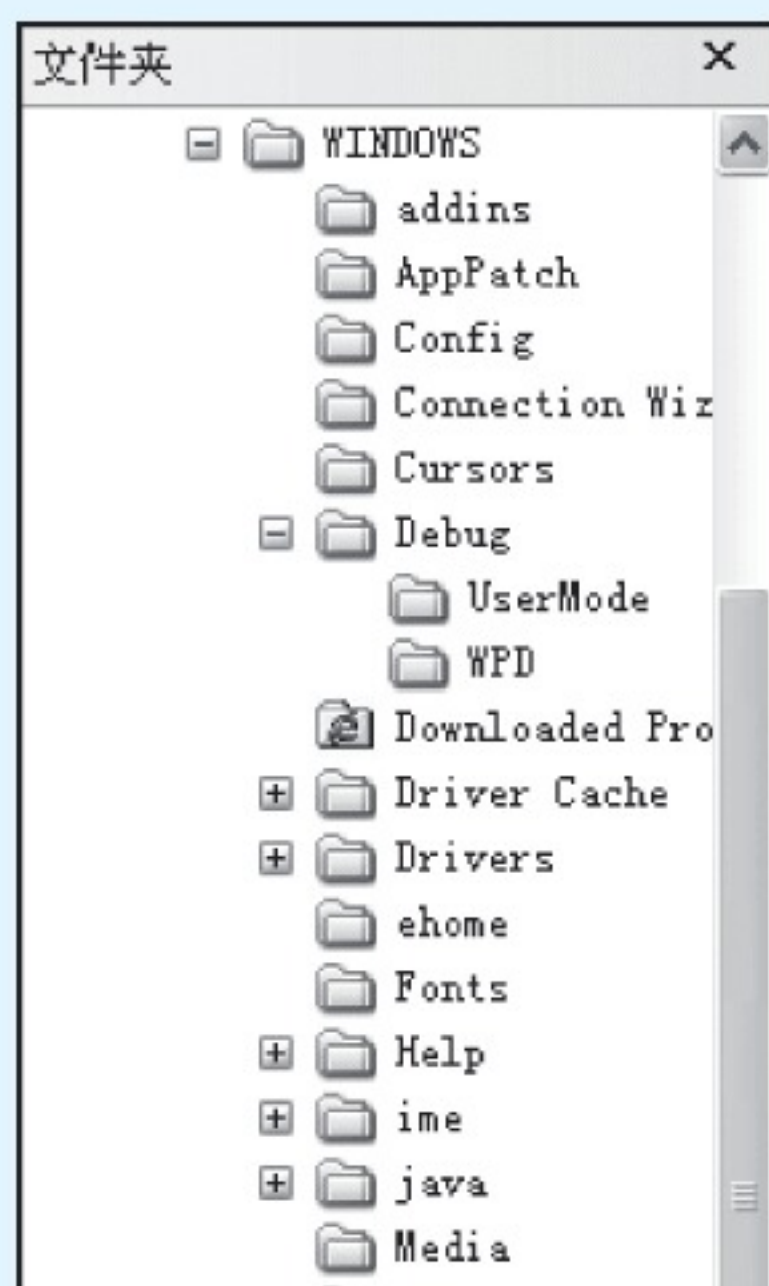 文件夹
WINDOWS
addins
AppPatch
Config
Connection Wiz
Cursors
Debug
UserMode
WPD
Downloaded Pro
Driver Cache
Drivers
ehome
Fonts
Help
ime
java
Media